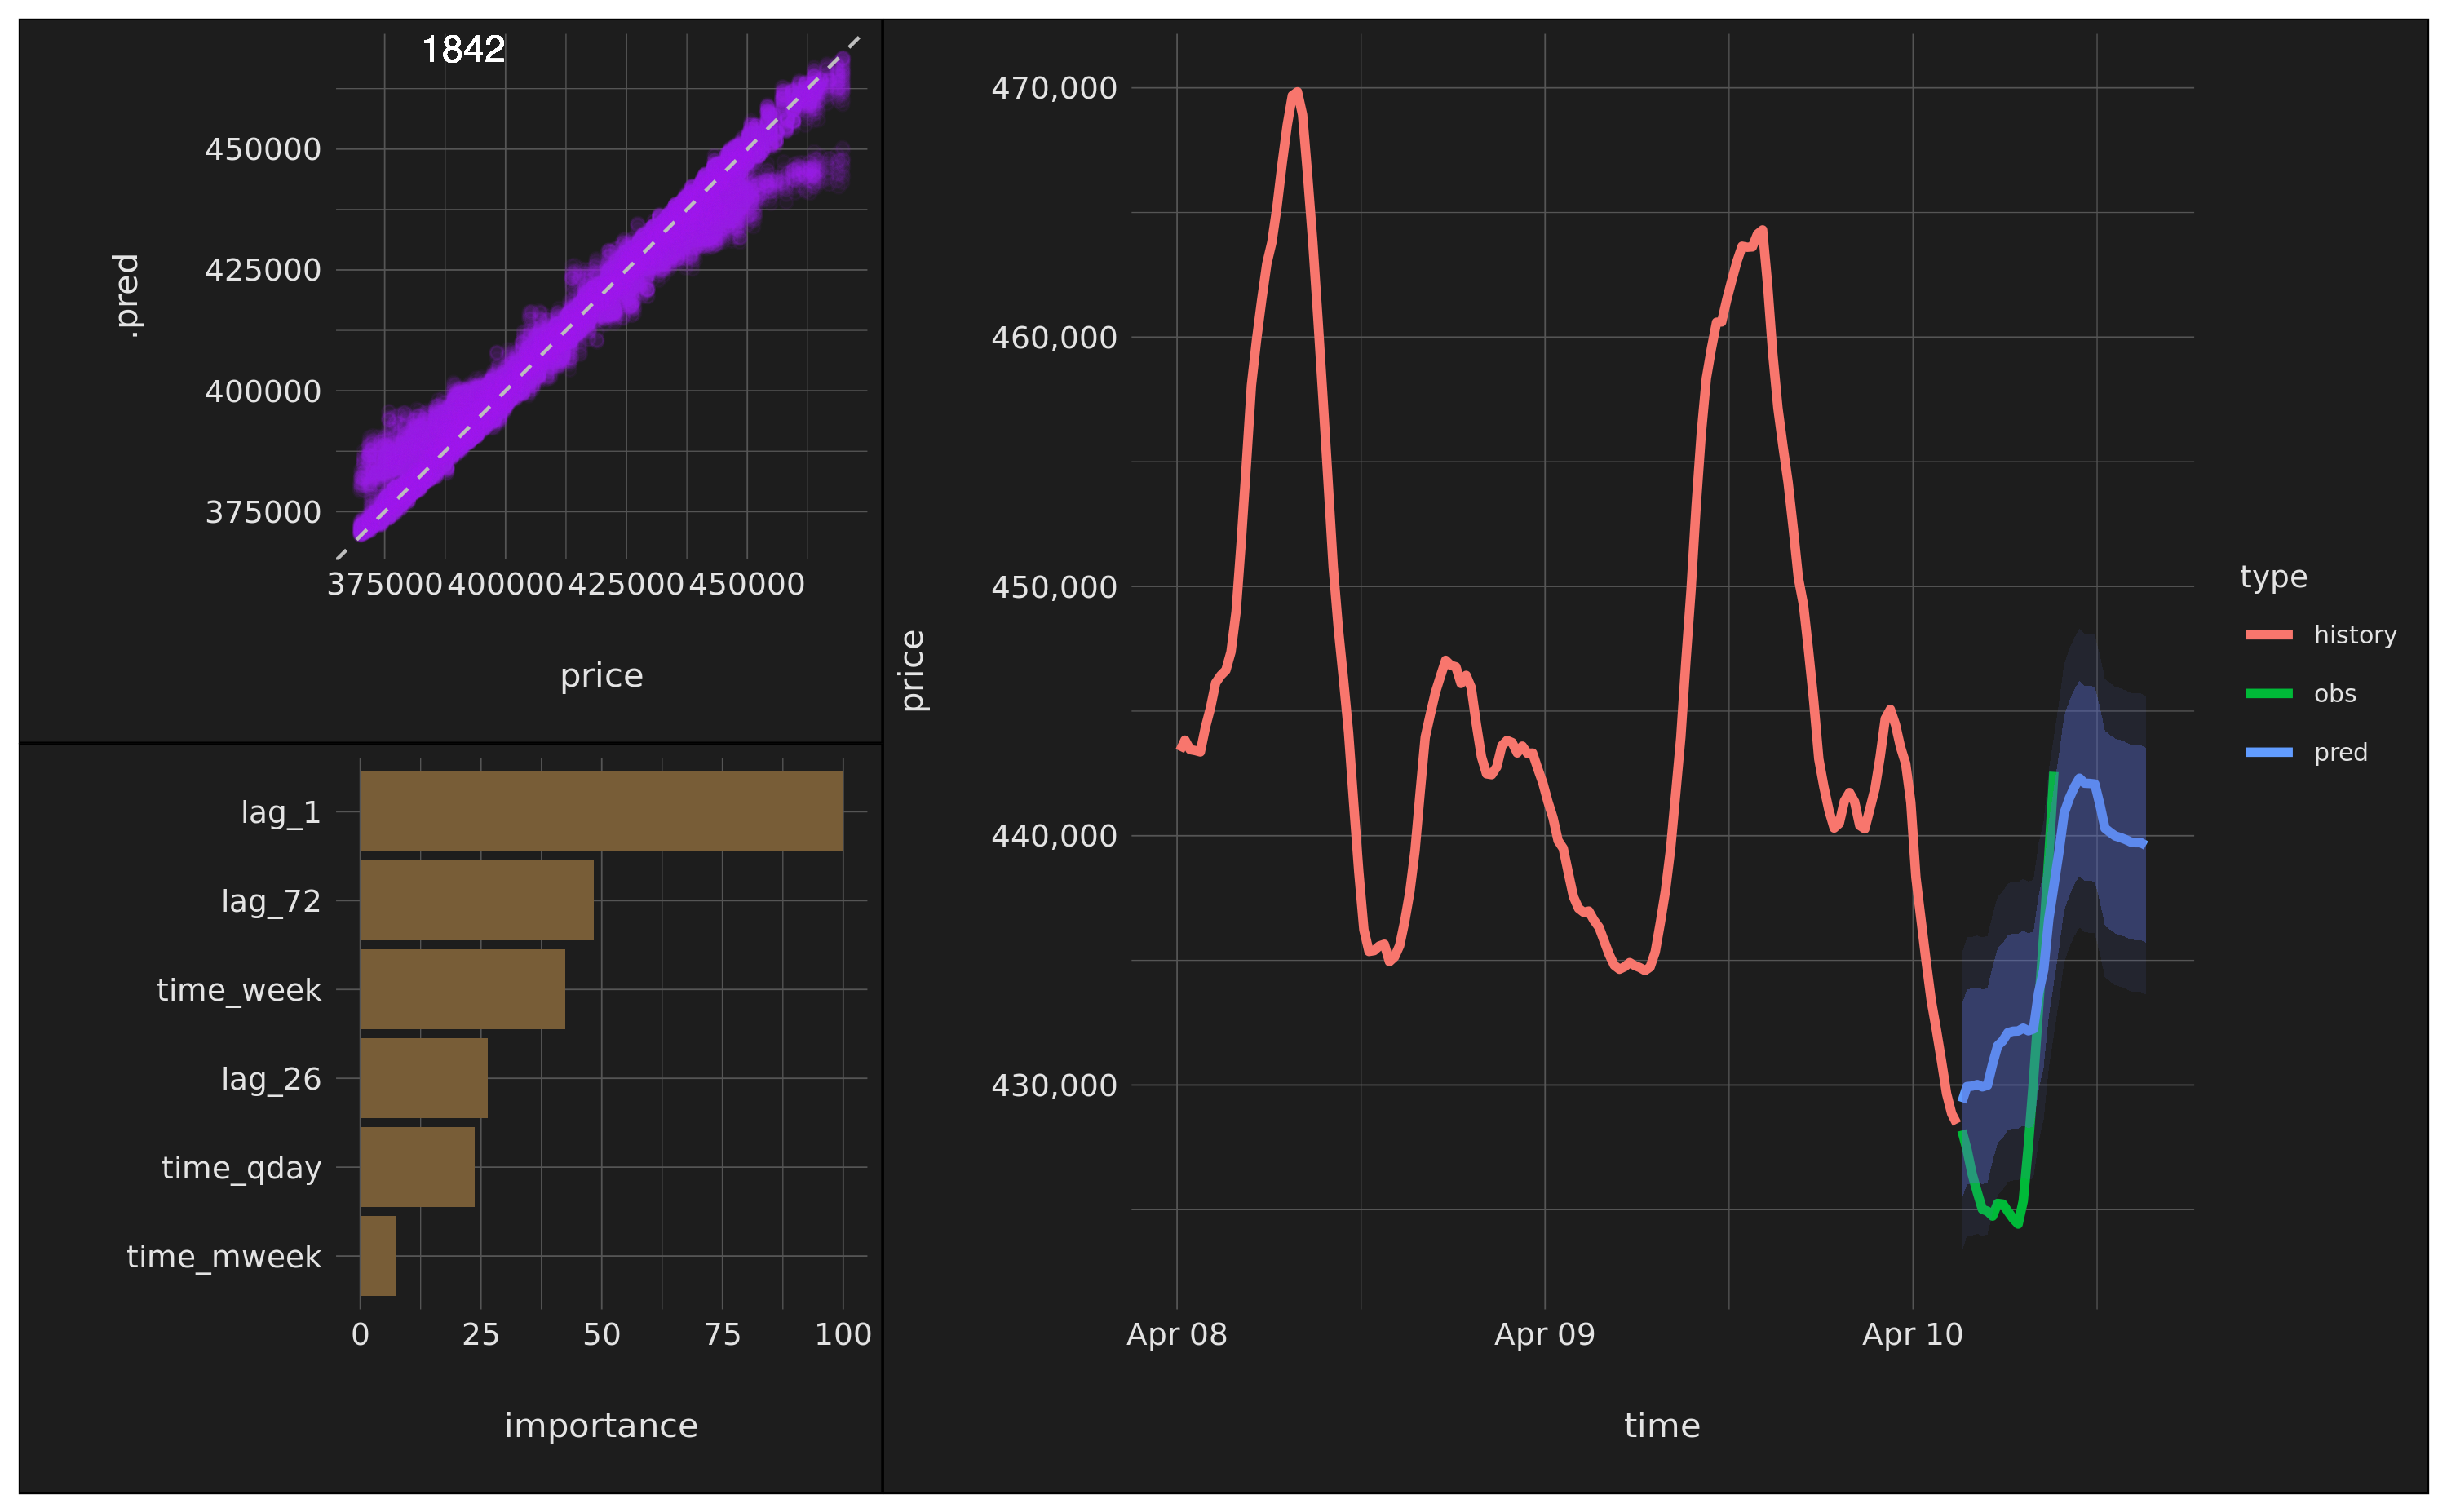 1842
.pred
450000
425000
400000
375000
375000 400000 425000 450000
price
lag_1
lag_72
time_week
lag_26
time_qday
time_mweek
0 25 50 75 100
importance
price
470,000
460,000
450,000
440,000
430,000
Apr 08 Apr 09 Apr 10
time
type
history
obs
pred